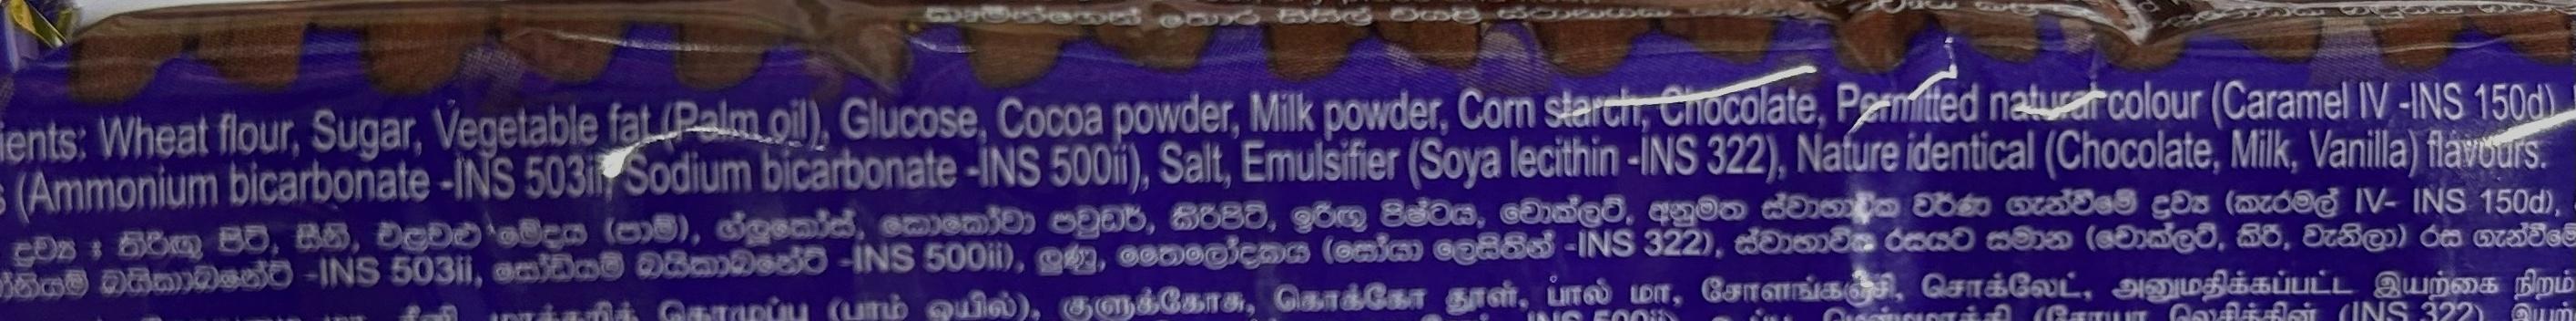 ients: Wheat flour, Sugar, Vegetable fat (Palm oil), Glucose, Cocoa powder, Milk powder, Corn starch, Chocolate, Permitted natural colour (Caramel IV -INS 150d)
s (Ammonium bicarbonate -INS 503ii, Sodium bicarbonate -INS 500ii), Salt, Emulsifier (Soya lecithin -INS 322), Nature identical (Chocolate, Milk, Vanilla) flavours.
ද්‍රව්‍ය : තිරිඟු පිටි, සීනි, එළවළු මේදය (පාම්), ග්ලූකෝස්, කොකෝවා පවුඩර්, කිරිපිටි, ඉරිඟු පිෂ්ටය, චොක්ලට්, අනුමත ස්වාභාවික වර්ණ ගැන්වීමේ ද්‍රව්‍ය (කැරමල් IV- INS 150d),
බයිකාබනේට් -INS 503ii, සෝඩියම් බයිකාබනේට් -INS 500ii), ලුණු, තෛලෝදකය (සෝයා ලෙසිතින් -INS 322), ස්වාභාවික රසයට සමාන (චොක්ලට්, කිරි, වැනිලා) රස ගැන්වීමේ
(பாம் ஒயில்), குளுக்கோசு, கொக்கோ தூள், பால் மா, சோளங்கஞ்சி, சொக்லேட், அனுமதிக்கப்பட்ட இயற்கை நிறம்
(INS 322)